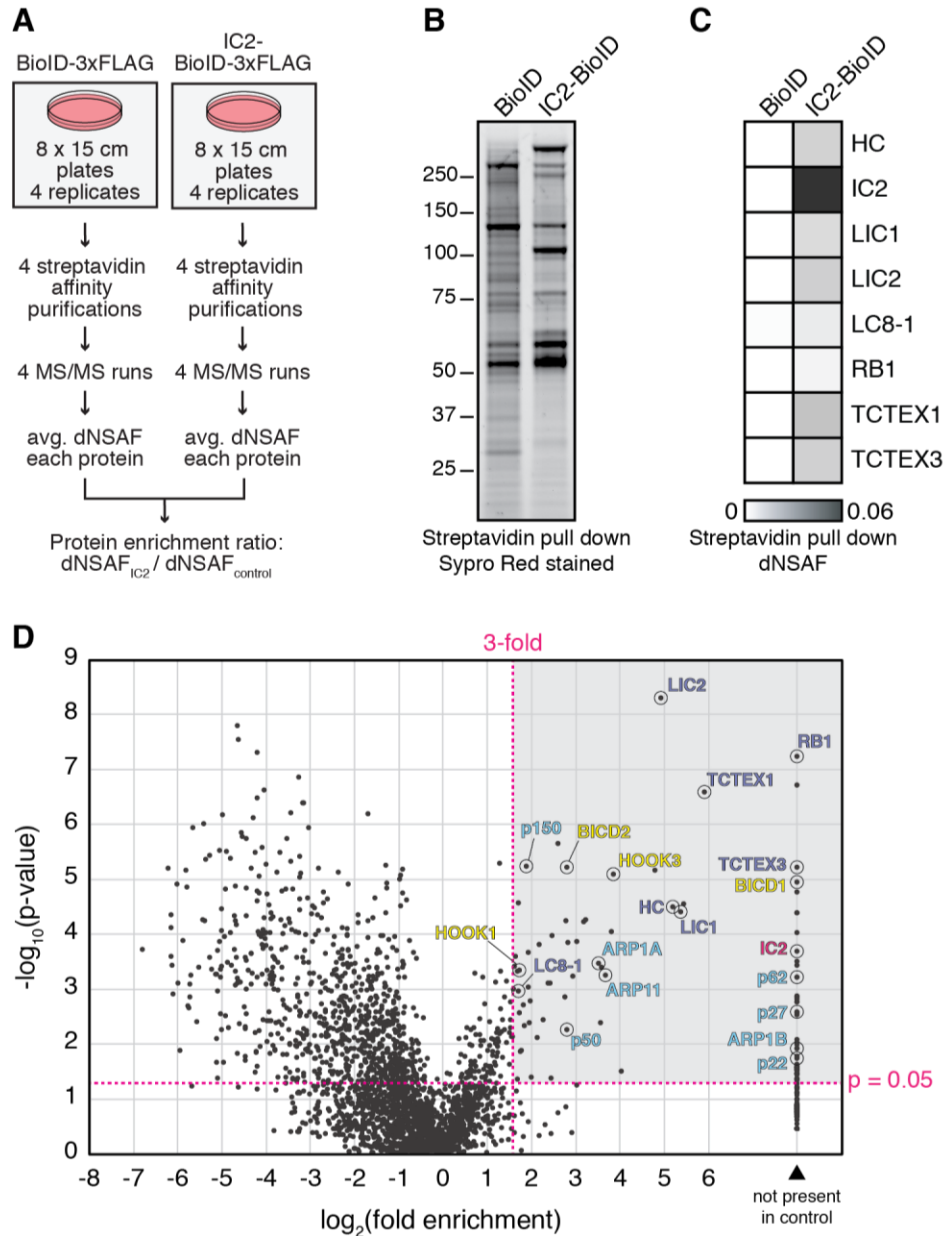 A
BioID-3xFLAG
IC2-
BioID-3xFLAG
8 x 15 cm
plates
4 replicates
8 x 15 cm
plates
4 replicates
4 streptavidin
affinity
purifications
4 streptavidin
affinity
purifications
4 MS/MS runs
4 MS/MS runs
avg. dNSAF
each protein
avg. dNSAF
each protein
Protein enrichment ratio:
dNSAF_IC2 / dNSAF_control
B
BioID
IC2-BioID
250
150
100
75
50
37
25
Streptavidin pull down
Sypro Red stained
C
BioID
IC2-BioID
HC
IC2
LIC1
LIC2
LC8-1
RB1
TCTEX1
TCTEX3
0
0.06
Streptavidin pull down
dNSAF
D
3-fold
9
8
7
6
5
4
3
2
1
0
-log10(p-value)
LIC2
RB1
TCTEX1
p150
BICD2
HOOK3
TCTEX3
BICD1
HC
LIC1
HOOK1
LC8-1
ARP1A
ARP11
IC2
p62
p27
p50
ARP1B
p22
p = 0.05
-8 -7 -6 -5 -4 -3 -2 -1 0 1 2 3 4 5 6
not present
in control
log2(fold enrichment)